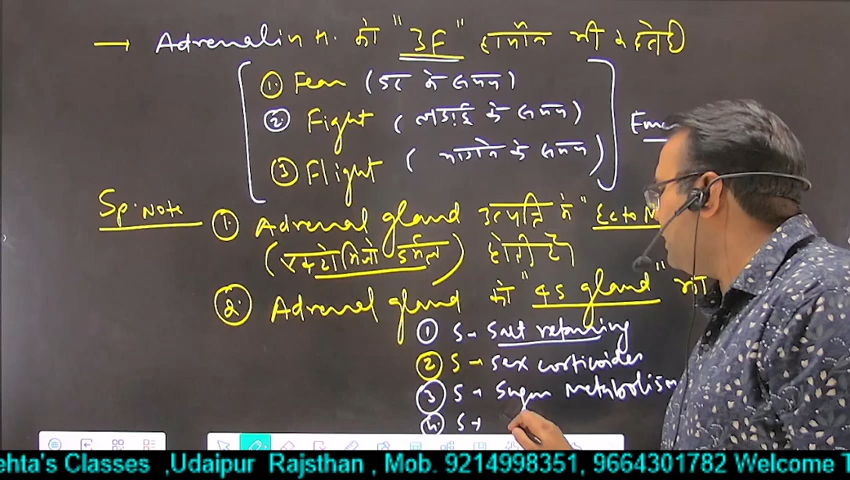 → Adrenalin H. को "3F" हार्मोन भी कहते है
① Fear (डर के समय)
② Fight (लड़ाई के समय)
③ Flight (भागने के समय)
Sp. Note ① Adrenal gland उत्पत्ति में "Ecto
(एक्टोमिजोडर्मल) होती है।
② Adrenal gland को "4S gland"
① S → Salt retaining
② S → Sex corticoides
③ S → Sugar Metabolism
④ S →
ehta's Classes ,Udaipur Rajsthan , Mob. 9214998351, 9664301782 Welcome T